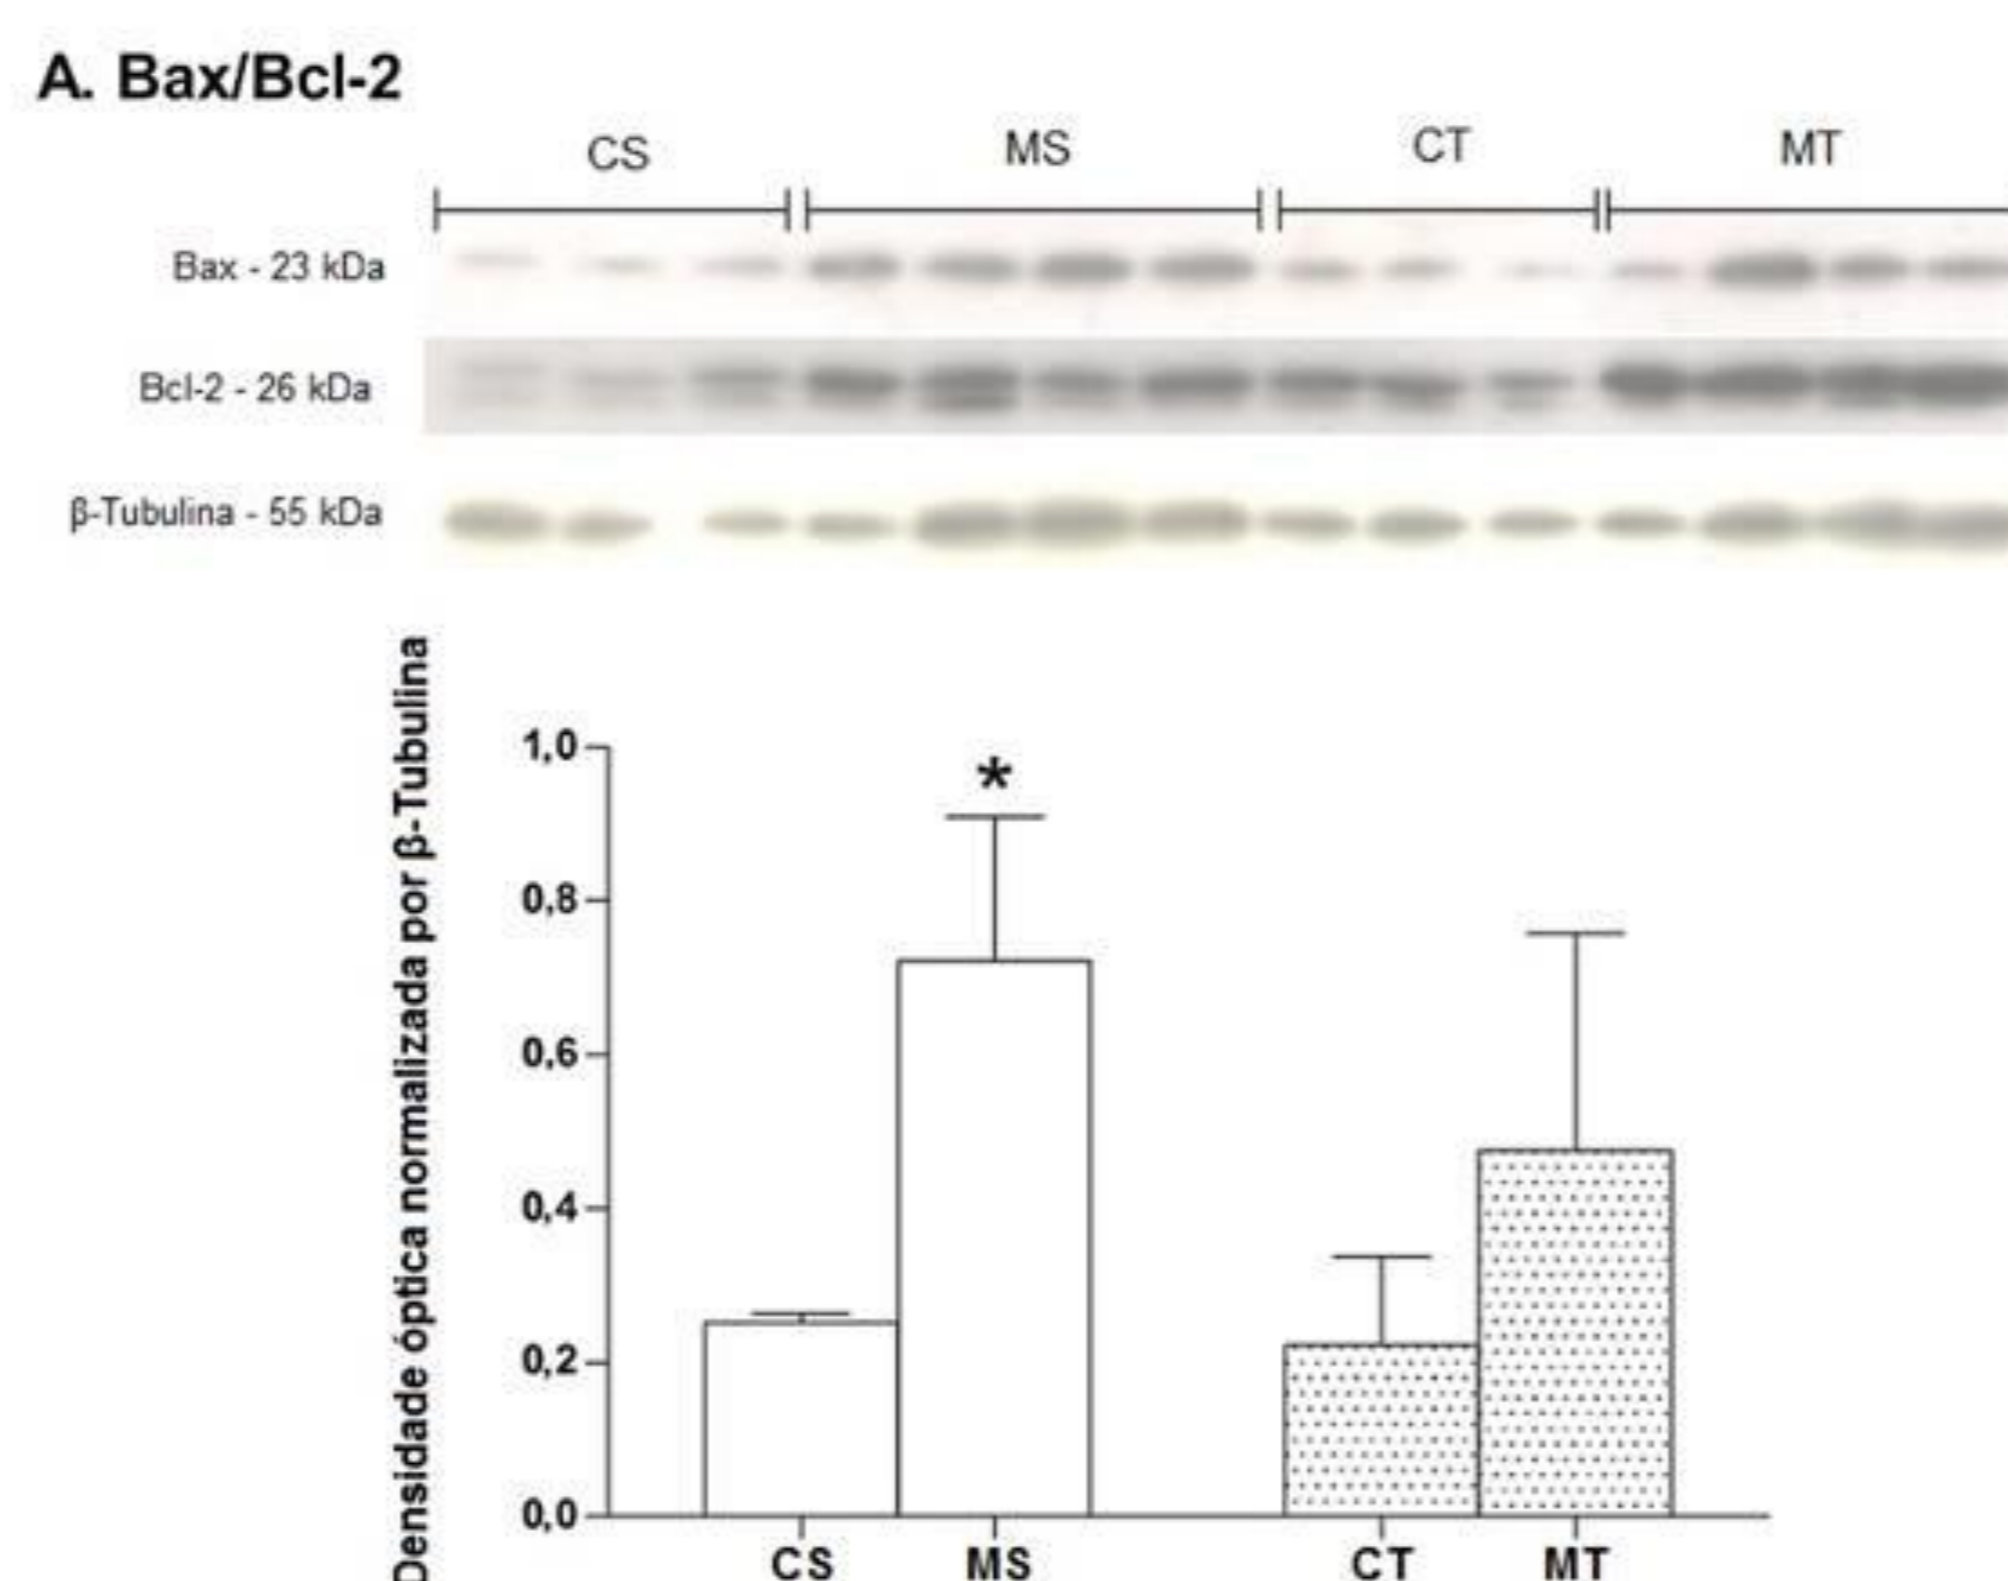 A. Bax/Bcl-2
CS MS CT MT
Bax - 23 kDa
Bcl-2 - 26 kDa
β-Tubulina - 55 kDa
Densidade óptica normalizada por β-Tubulina
1,0
*
0,8
0,6
0,4
0,2
0,0
CS MS CT MT